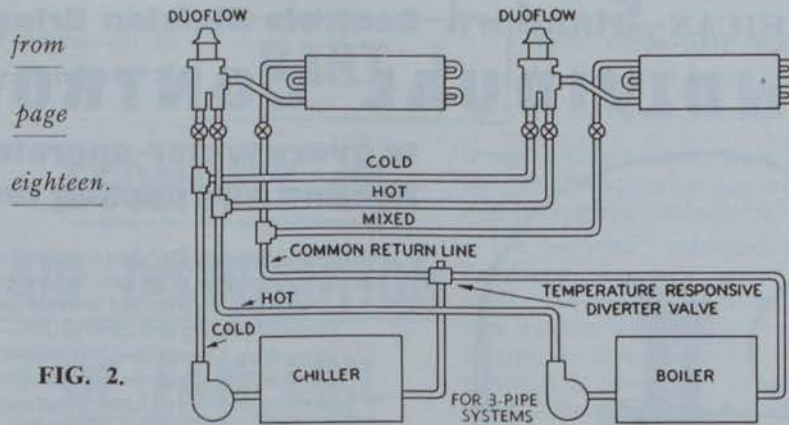 DUOFLOW
DUOFLOW
from
page
eighteen.
COLD
HOT
MIXED
COMMON RETURN LINE
TEMPERATURE RESPONSIVE
DIVERTER VALVE
HOT
COLD
FIG. 2.
CHILLER
FOR 3-PIPE
SYSTEMS
BOILER